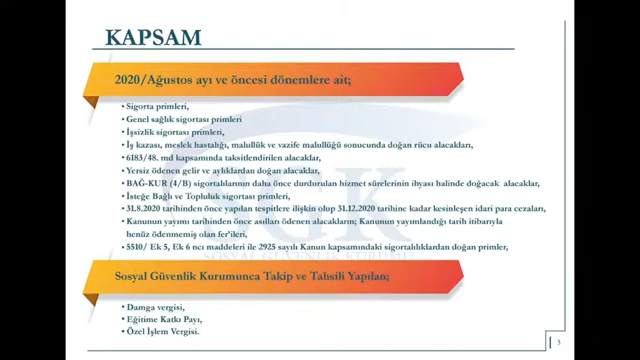 KAPSAM
2020/Ağustos ayı ve öncesi dönemlere ait;
• Sigorta primleri,
• Genel sağlık sigortası primleri
• İşsizlik sigortası primleri,
• İş kazası, meslek hastalığı, malullük ve vazife malullüğü sonucunda doğan rücu alacakları,
• 6183/48. md kapsamında taksitlendirilen alacaklar,
• Yersiz ödenen gelir ve aylıklardan doğan alacaklar,
• BAĞ-KUR (4/B) sigortalılarının daha önce durdurulan hizmet sürelerinin ihyası halinde doğacak alacaklar,
• İsteğe Bağlı ve Topluluk sigortası primleri,
• 31.8.2020 tarihinden önce yapılan tespitlere ilişkin olup 31.12.2020 tarihine kadar kesinleşen idari para cezaları,
• Kanunun yayımı tarihinden önce asılları ödenen alacakların; Kanunun yayımlandığı tarih itibarıyla
henüz ödenmemiş olan fer'ileri,
• 5510/ Ek 5, Ek 6 ncı maddeleri ile 2925 sayılı Kanun kapsamındaki sigortalılıklardan doğan primler,
SGK
SOSYAL GÜVENLİK KURUMU
Sosyal Güvenlik Kurumunca Takip ve Tahsili Yapılan;
• Damga vergisi,
• Eğitime Katkı Payı,
• Özel İşlem Vergisi.
3